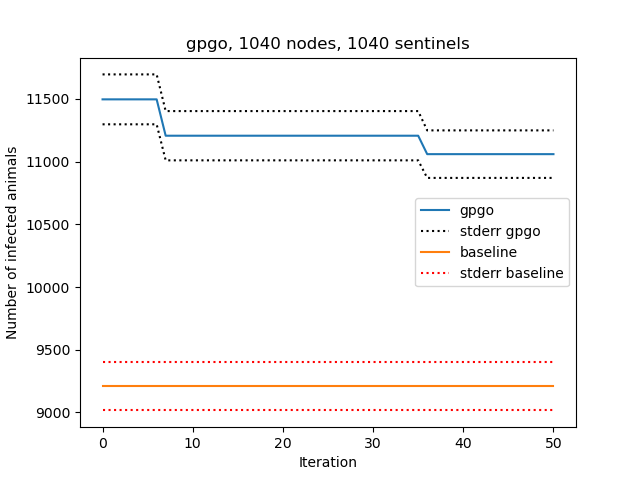 gpgo, 1040 nodes, 1040 sentinels
Number of infected animals
11500
11000
10500
10000
9500
9000
gpgo
stderr gpgo
baseline
stderr baseline
0 10 20 30 40 50
Iteration